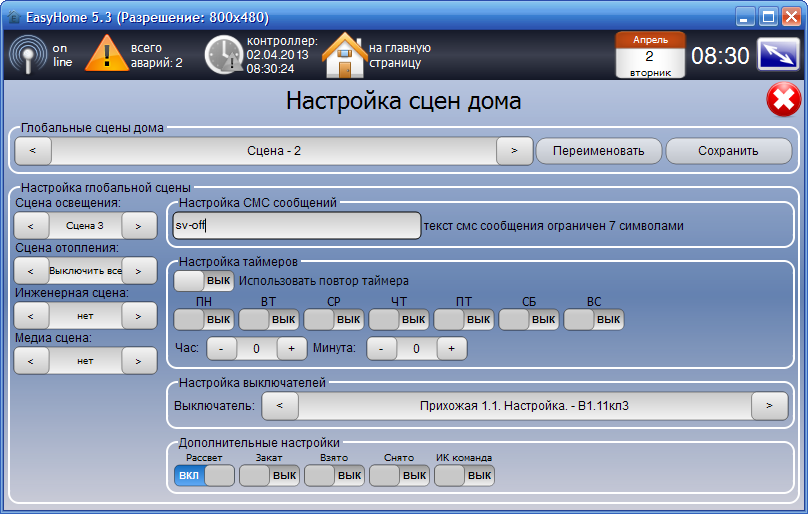 EasyHome 5.3 (Разрешение: 800x480)
on line
всего аварий: 2
контроллер: 02.04.2013 08:30:24
на главную страницу
Апрель
2
вторник
08:30
Настройка сцен дома
Глобальные сцены дома
< Сцена - 2 > Переименовать Сохранить
Настройка глобальной сцены
Сцена освещения:
< Сцена 3 >
Сцена отопления:
< Выключить все >
Инженерная сцена:
< нет >
Медиа сцена:
< нет >
Настройка СМС сообщений
sv-off текст смс сообщения ограничен 7 символами
Настройка таймеров
ВЫК Использовать повтор таймера
ПН ВТ СР ЧТ ПТ СБ ВС
ВЫК ВЫК ВЫК ВЫК ВЫК ВЫК ВЫК
Час: - 0 + Минута: - 0 +
Настройка выключателей
Выключатель: < Прихожая 1.1. Настройка. - В1.11кл3 >
Дополнительные настройки
Рассвет Закат Взято Снято ИК команда
ВКЛ ВЫК ВЫК ВЫК ВЫК